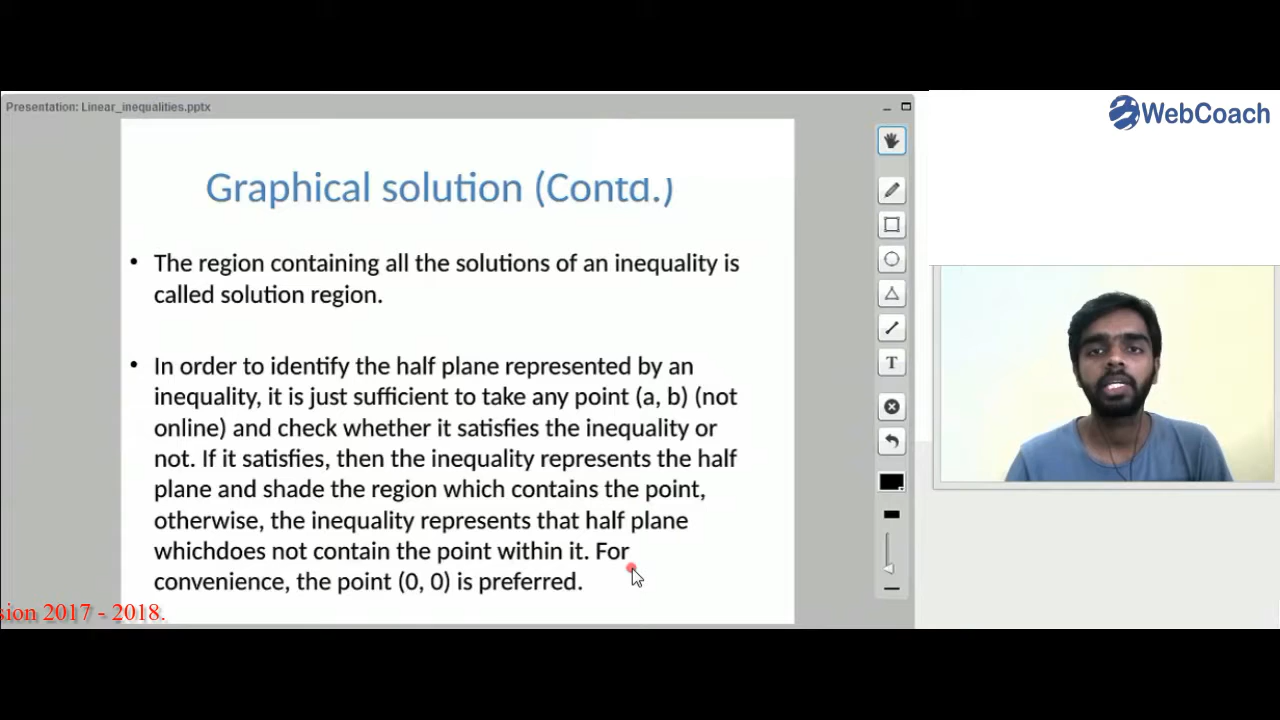 Presentation: Linear_inequalities.pptx
WebCoach
Graphical solution (Contd.)
• The region containing all the solutions of an inequality is
called solution region.
• In order to identify the half plane represented by an
inequality, it is just sufficient to take any point (a, b) (not
online) and check whether it satisfies the inequality or
not. If it satisfies, then the inequality represents the half
plane and shade the region which contains the point,
otherwise, the inequality represents that half plane
whichdoes not contain the point within it. For
convenience, the point (0, 0) is preferred.
sion 2017 - 2018.
T